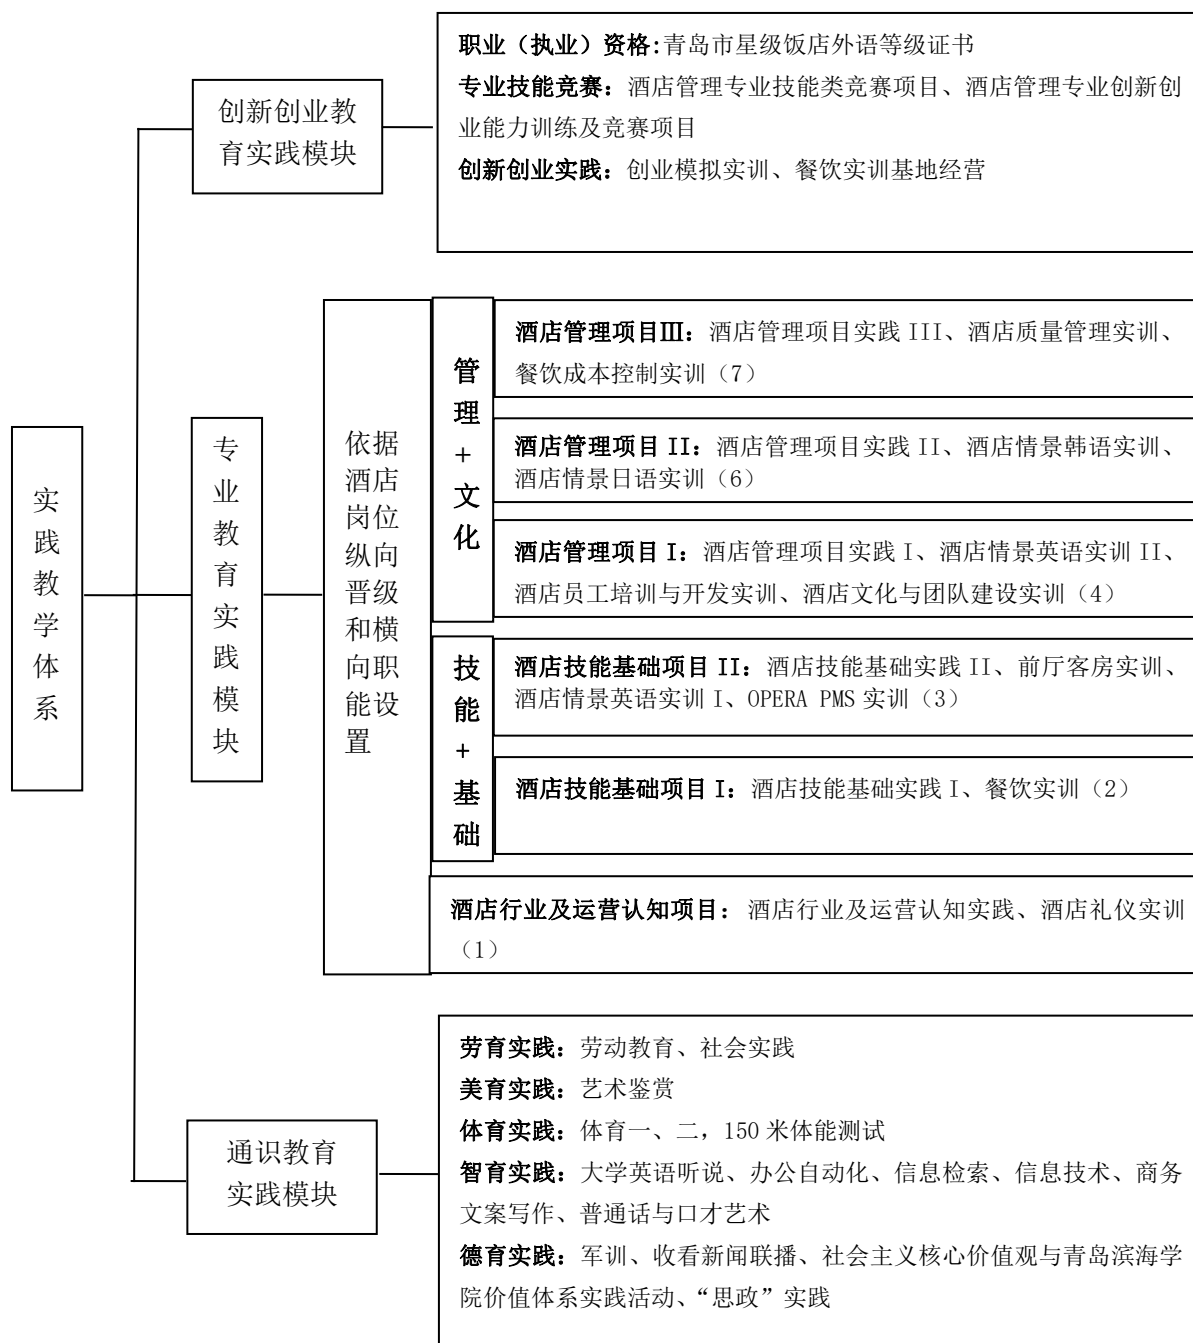 职业（执业）资格:青岛市星级饭店外语等级证书
专业技能竞赛：酒店管理专业技能类竞赛项目、酒店管理专业创新创
业能力训练及竞赛项目
创新创业实践：创业模拟实训、餐饮实训基地经营
创新创业教
育实践模块
酒店管理项目Ⅲ：酒店管理项目实践 III、酒店质量管理实训、
餐饮成本控制实训（7）
管理+文化
酒店管理项目 II：酒店管理项目实践 II、酒店情景韩语实训、
酒店情景日语实训（6）
酒店管理项目 I：酒店管理项目实践 I、酒店情景英语实训 II、
酒店员工培训与开发实训、酒店文化与团队建设实训（4）
实践教学体系
专业教育实践模块
依据
酒店
岗位
纵向
晋级
和横
向职
能设
置
技能+基础
酒店技能基础项目 II：酒店技能基础实践 II、前厅客房实训、
酒店情景英语实训 I、OPERA PMS 实训（3）
酒店技能基础项目 I：酒店技能基础实践 I、餐饮实训（2）
酒店行业及运营认知项目：酒店行业及运营认知实践、酒店礼仪实训
（1）
通识教育
实践模块
劳育实践：劳动教育、社会实践
美育实践：艺术鉴赏
体育实践：体育一、二，150 米体能测试
智育实践：大学英语听说、办公自动化、信息检索、信息技术、商务
文案写作、普通话与口才艺术
德育实践：军训、收看新闻联播、社会主义核心价值观与青岛滨海学
院价值体系实践活动、“思政”实践